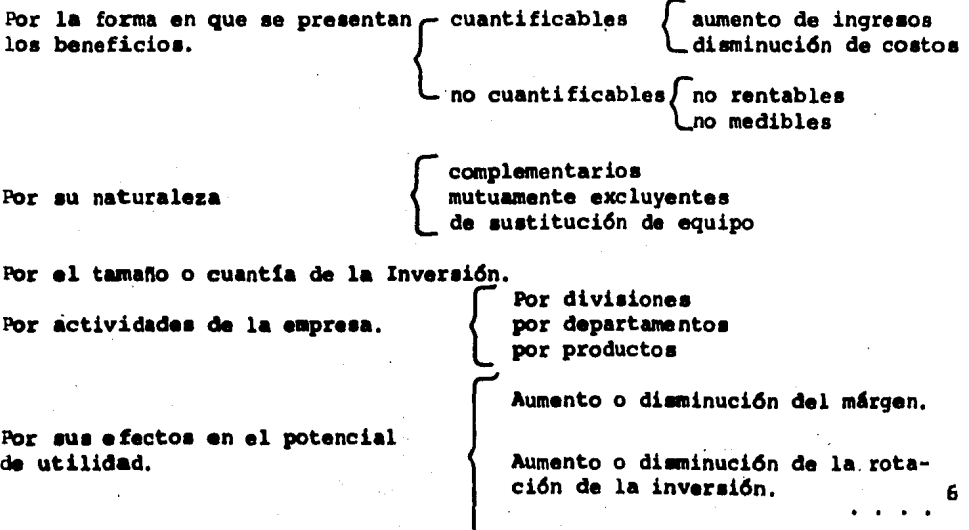 Por la forma en que se presentan cuantificables aumento de ingresos
los beneficios. disminución de costos
no cuantificables no rentables
no medibles
complementarios
Por su naturaleza mutuamente excluyentes
de sustitución de equipo
Por el tamaño o cuantía de la Inversión.
Por divisiones
Por actividades de la empresa. por departamentos
por productos
Aumento o disminución del márgen.
Por sus efectos en el potencial
de utilidad. Aumento o disminución de la rota-
ción de la inversión. 6
. . . .